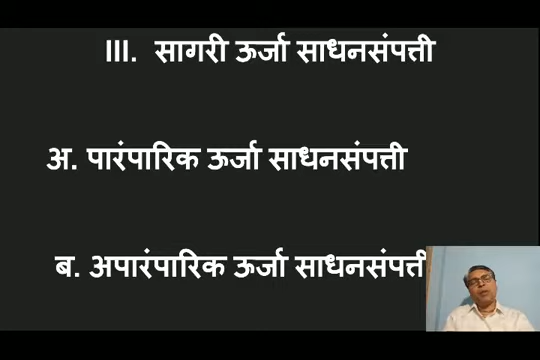 III. सागरी ऊर्जा साधनसंपत्ती
अ. पारंपारिक ऊर्जा साधनसंपत्ती
ब. अपारंपारिक ऊर्जा साधनसंपत्ती